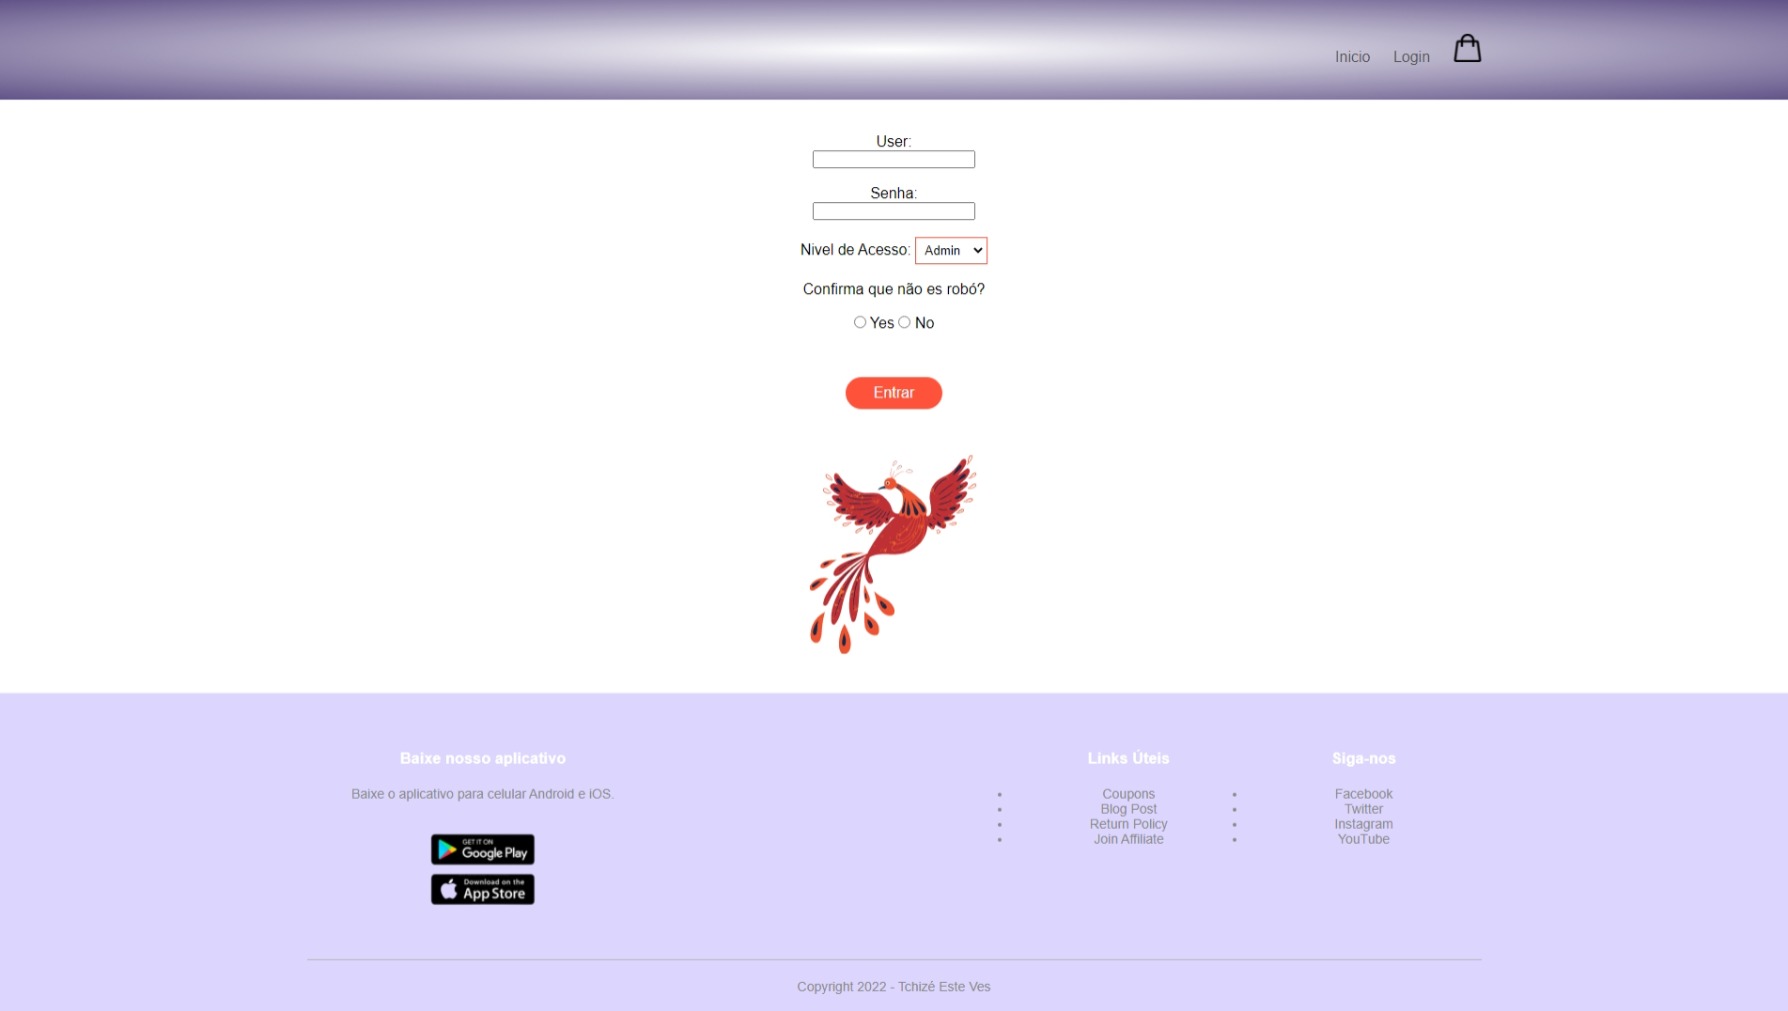 Inicio Login
User:
Senha:
Nivel de Acesso: Admin
Confirma que não es robó?
Yes No
Entrar
Baixe nosso aplicativo
Baixe o aplicativo para celular Android e iOS.
GET IT ON
Google Play
Download on the
App Store
Links Úteis
Coupons
Blog Post
Return Policy
Join Affiliate
Siga-nos
Facebook
Twitter
Instagram
YouTube
Copyright 2022 - Tchizé Este Ves